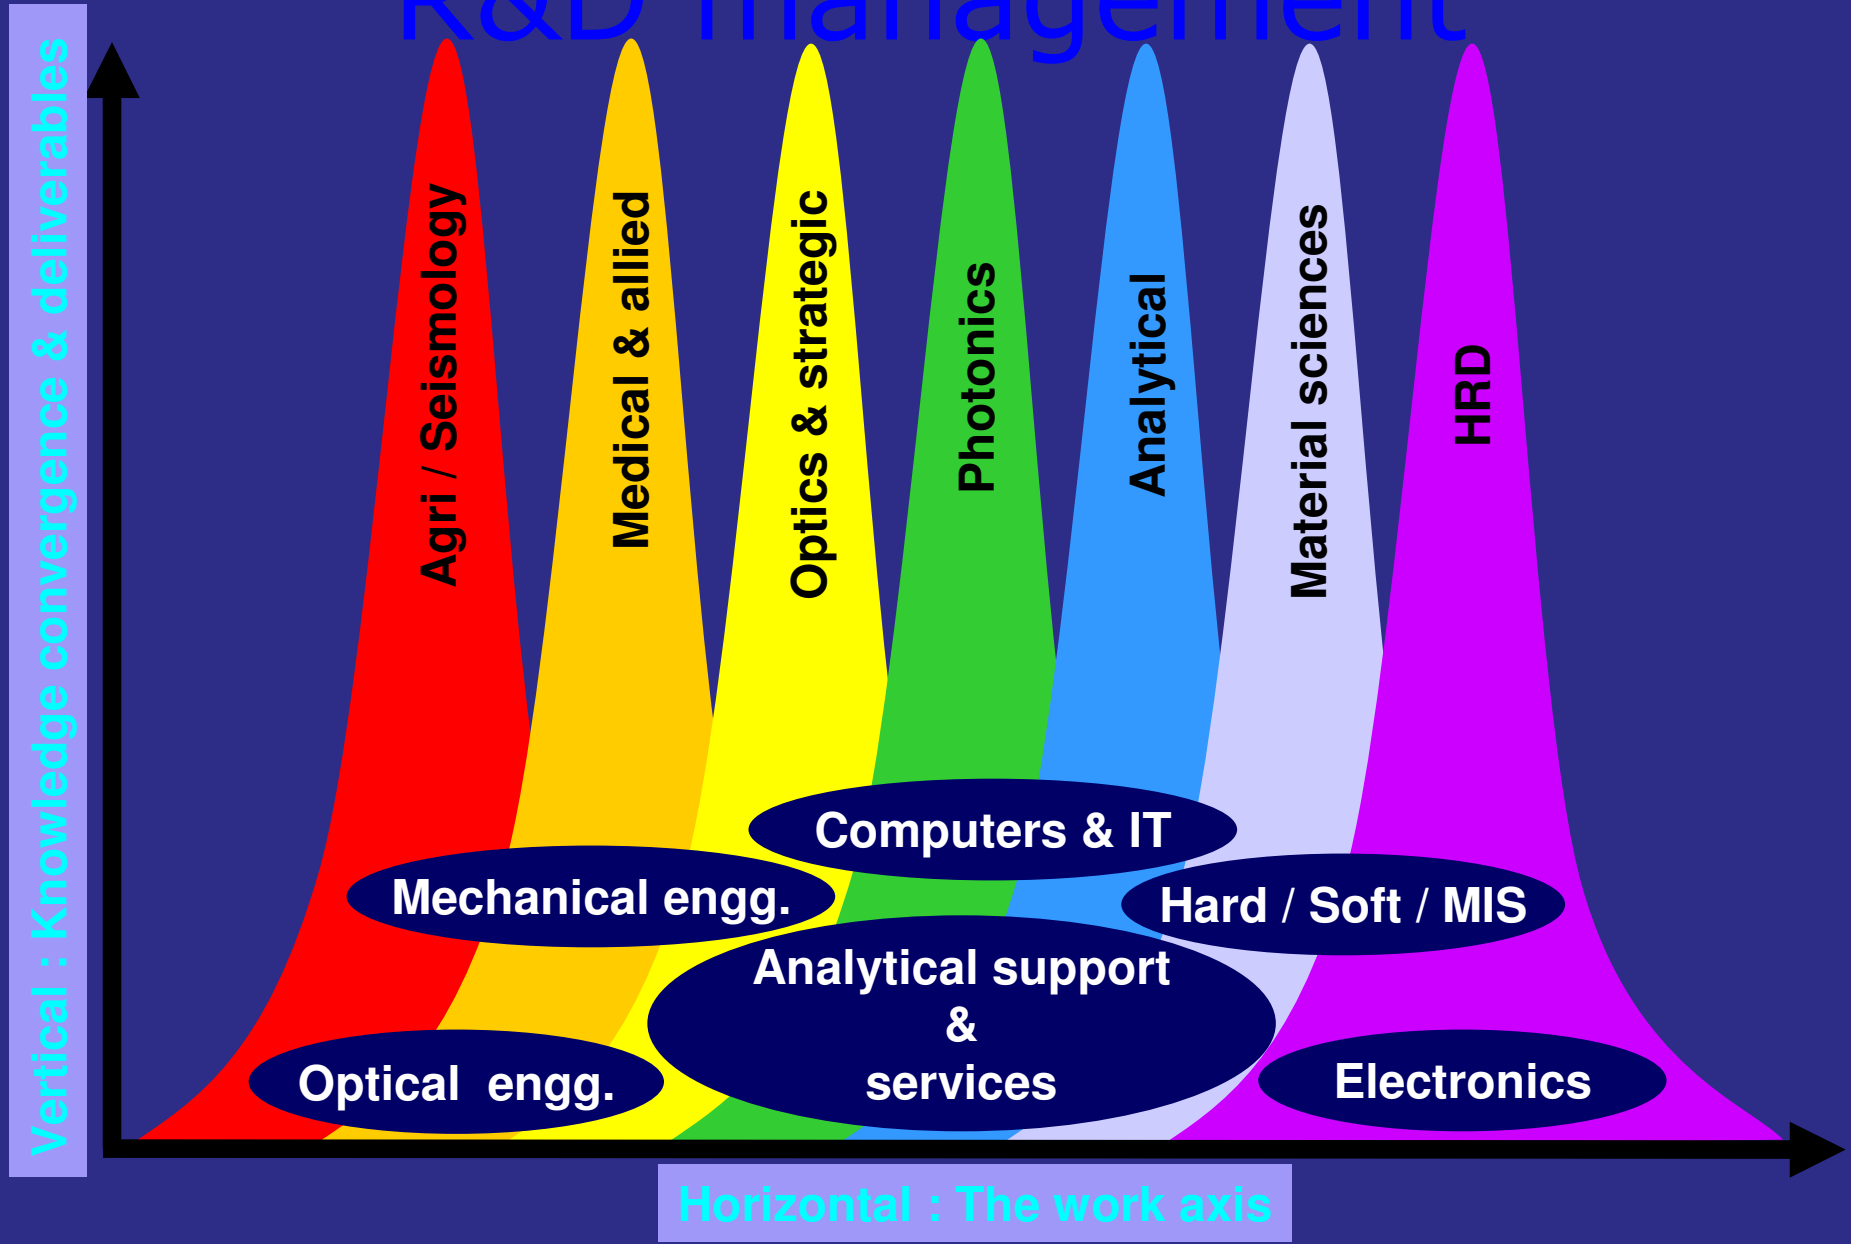 R&D management
Vertical : Knowledge convergence & deliverables
Agri / Seismology
Medical & allied
Optics & strategic
Photonics
Analytical
Material sciences
HRD
Computers & IT
Mechanical engg.
Hard / Soft / MIS
Analytical support
&
services
Optical engg.
Electronics
Horizontal : The work axis